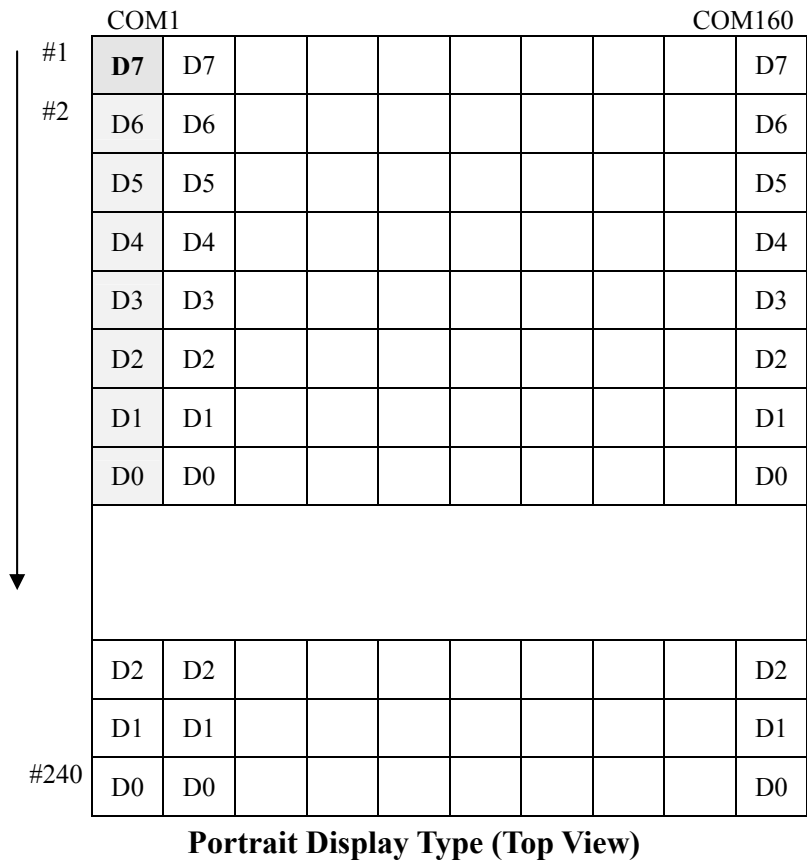 COM1 COM160
#1 D7 D7 D7
#2 D6 D6 D6
D5 D5 D5
D4 D4 D4
D3 D3 D3
D2 D2 D2
D1 D1 D1
D0 D0 D0
D2 D2 D2
D1 D1 D1
#240 D0 D0 D0
Portrait Display Type (Top View)